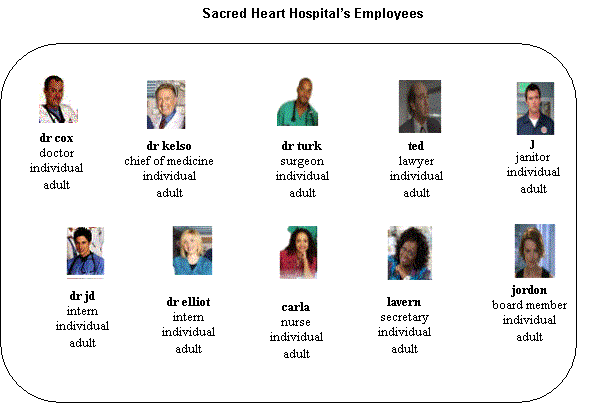 Sacred Heart Hospital's Employees
dr cox
doctor
individual
adult
dr kelso
chief of medicine
individual
adult
dr turk
surgeon
individual
adult
ted
lawyer
individual
adult
J
janitor
individual
adult
dr jd
intern
individual
adult
dr elliot
intern
individual
adult
carla
nurse
individual
adult
lavern
secretary
individual
adult
jordon
board member
individual
adult